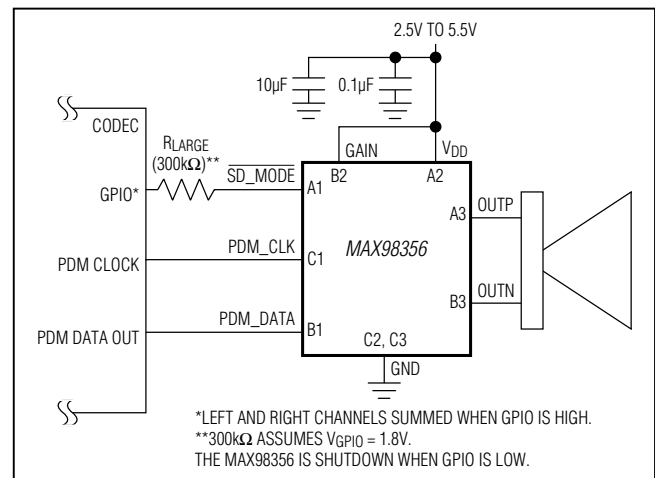 2.5V TO 5.5V
10µF
0.1µF
CODEC
RLARGE
(300kΩ)**
SD_MODE
GAIN
VDD
B2
A2
GPIO*
A1
A3
OUTP
PDM_CLK
MAX98356
PDM CLOCK
C1
OUTN
B3
PDM_DATA
PDM DATA OUT
B1
C2, C3
GND
*LEFT AND RIGHT CHANNELS SUMMED WHEN GPIO IS HIGH.
**300kΩ ASSUMES VGPIO = 1.8V.
THE MAX98356 IS SHUTDOWN WHEN GPIO IS LOW.